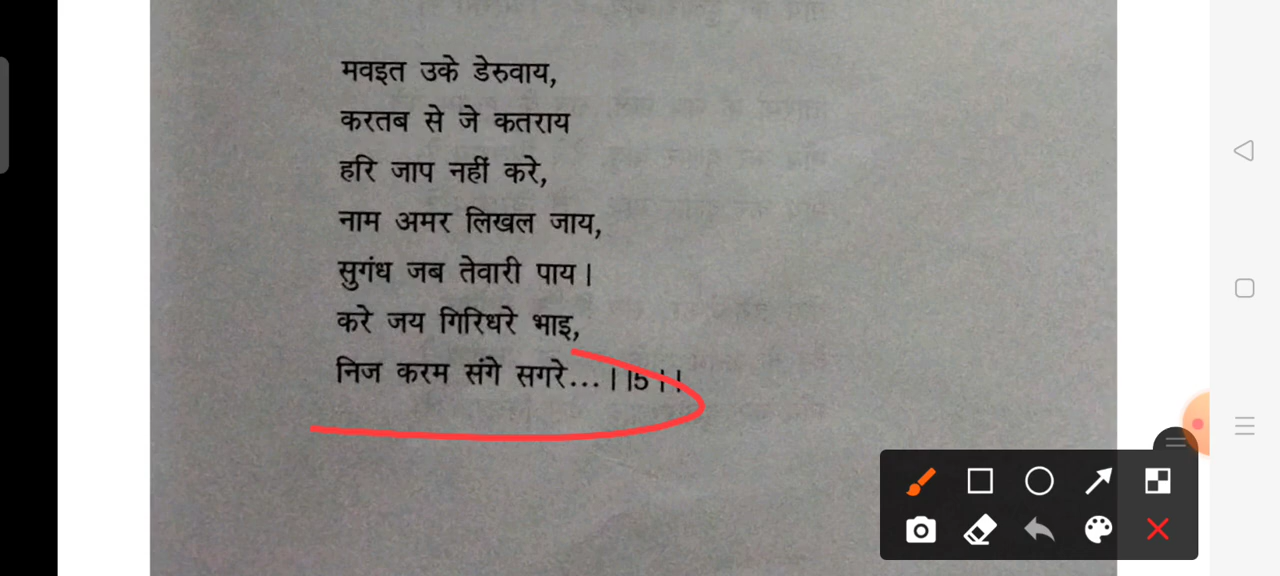 मवइत उके डेरुवाय,
करतब से जे कतराय
हरि जाप नहीं करे,
नाम अमर लिखल जाय,
सुगंध जब तेवारी पाय।
करे जय गिरिधरे भाइ,
निज करम संगे सगरे...।।5।।